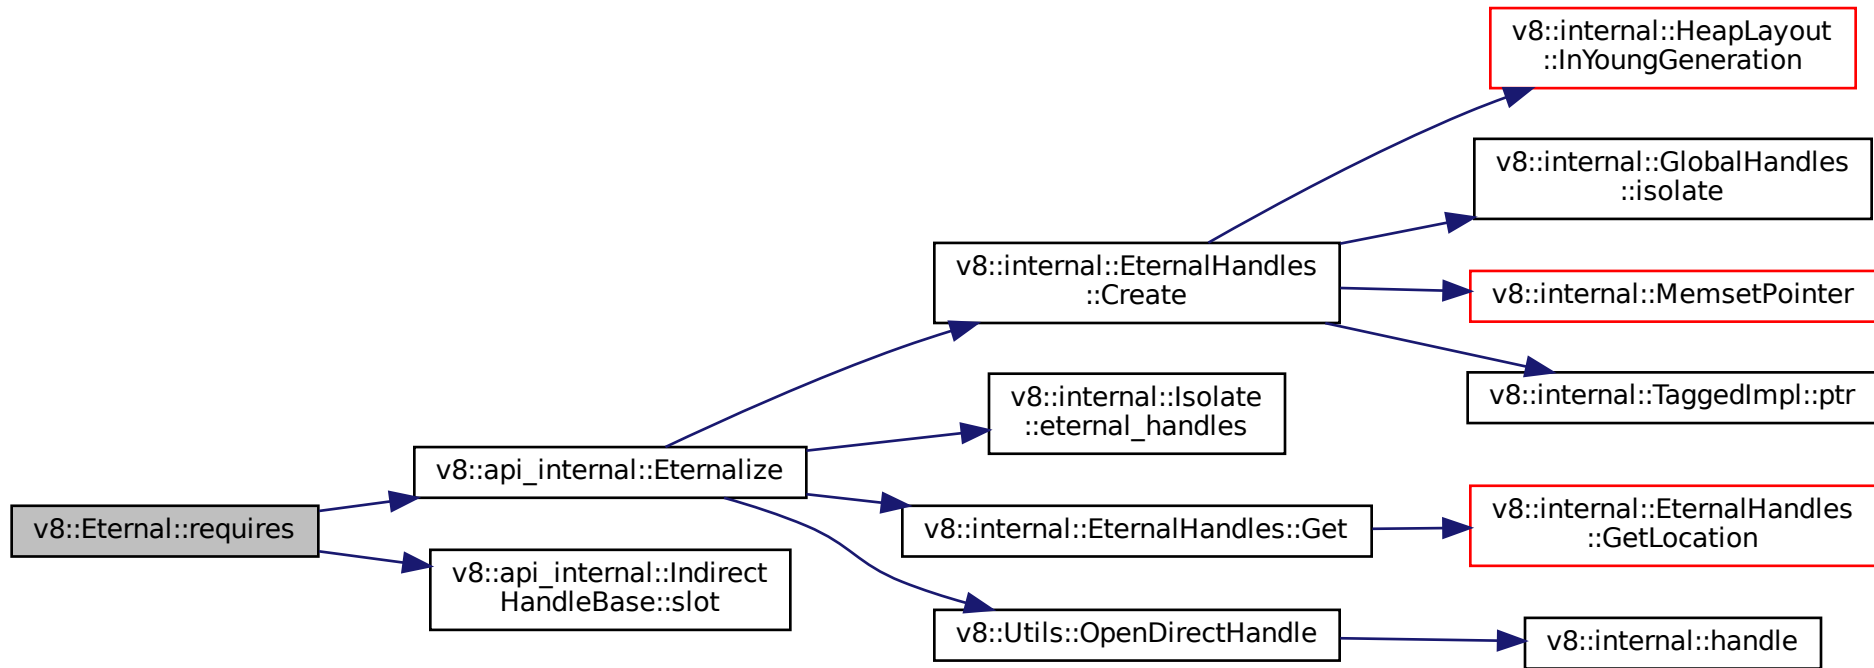 v8::internal::HeapLayout
::InYoungGeneration
v8::internal::GlobalHandles
::isolate
v8::internal::EternalHandles
::Create
v8::internal::MemsetPointer
v8::internal::TaggedImpl::ptr
v8::internal::Isolate
::eternal_handles
v8::api_internal::Eternalize
v8::Eternal::requires
v8::internal::EternalHandles::Get
v8::internal::EternalHandles
::GetLocation
v8::api_internal::Indirect
HandleBase::slot
v8::Utils::OpenDirectHandle
v8::internal::handle